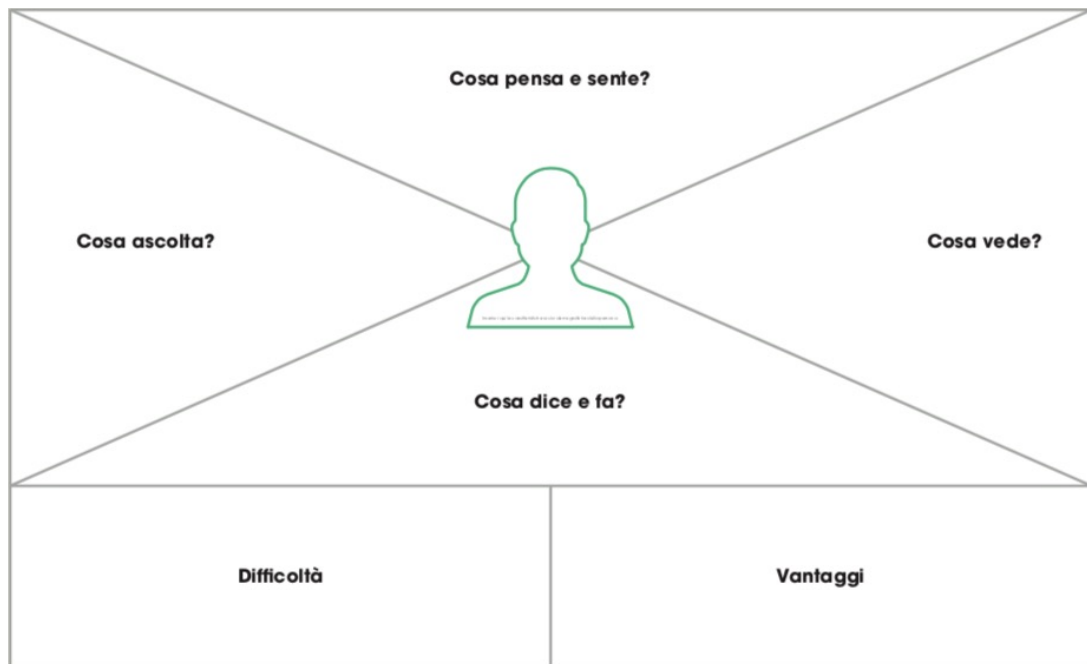 Cosa pensa e sente?
Cosa ascolta?
Cosa vede?
Cosa dice e fa?
Difficoltà
Vantaggi